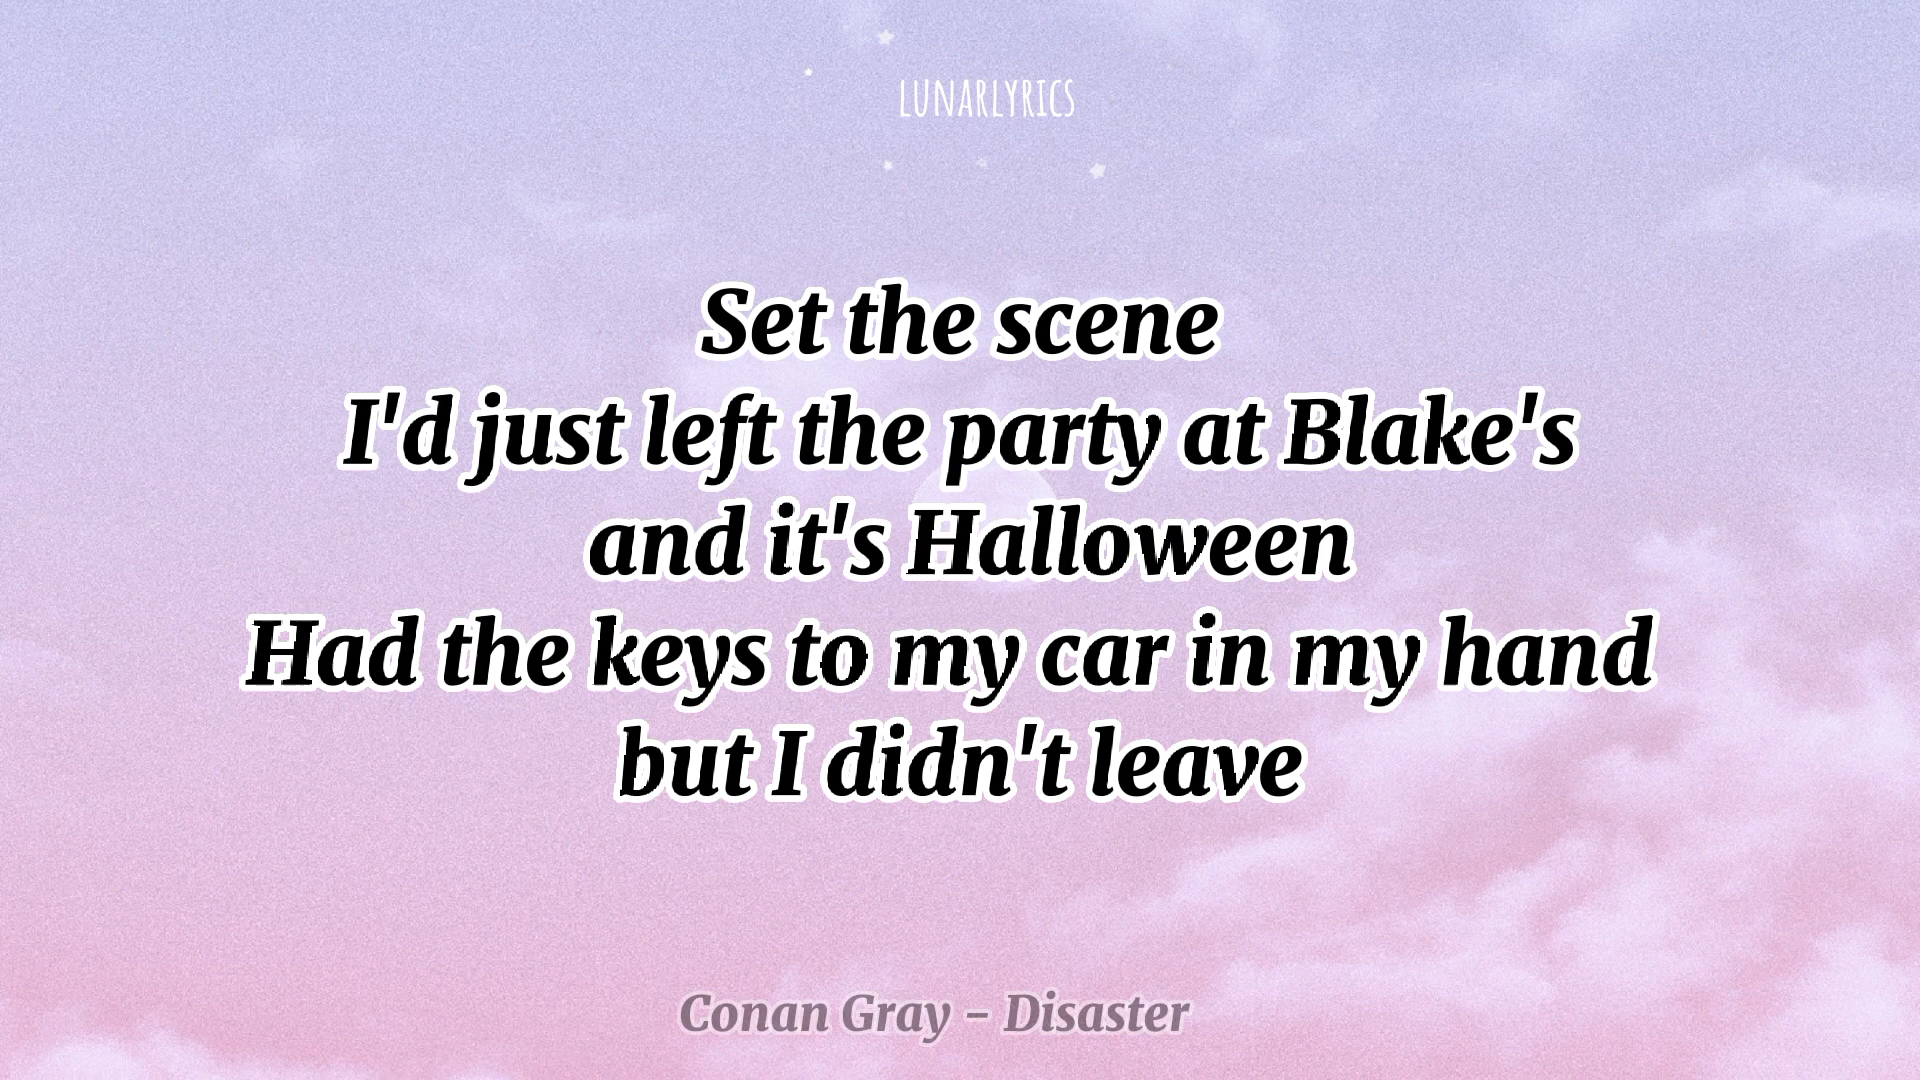 LUNARLYRICS
Set the scene
I'd just left the party at Blake's
and it's Halloween
Had the keys to my car in my hand
but I didn't leave
Conan Gray – Disaster